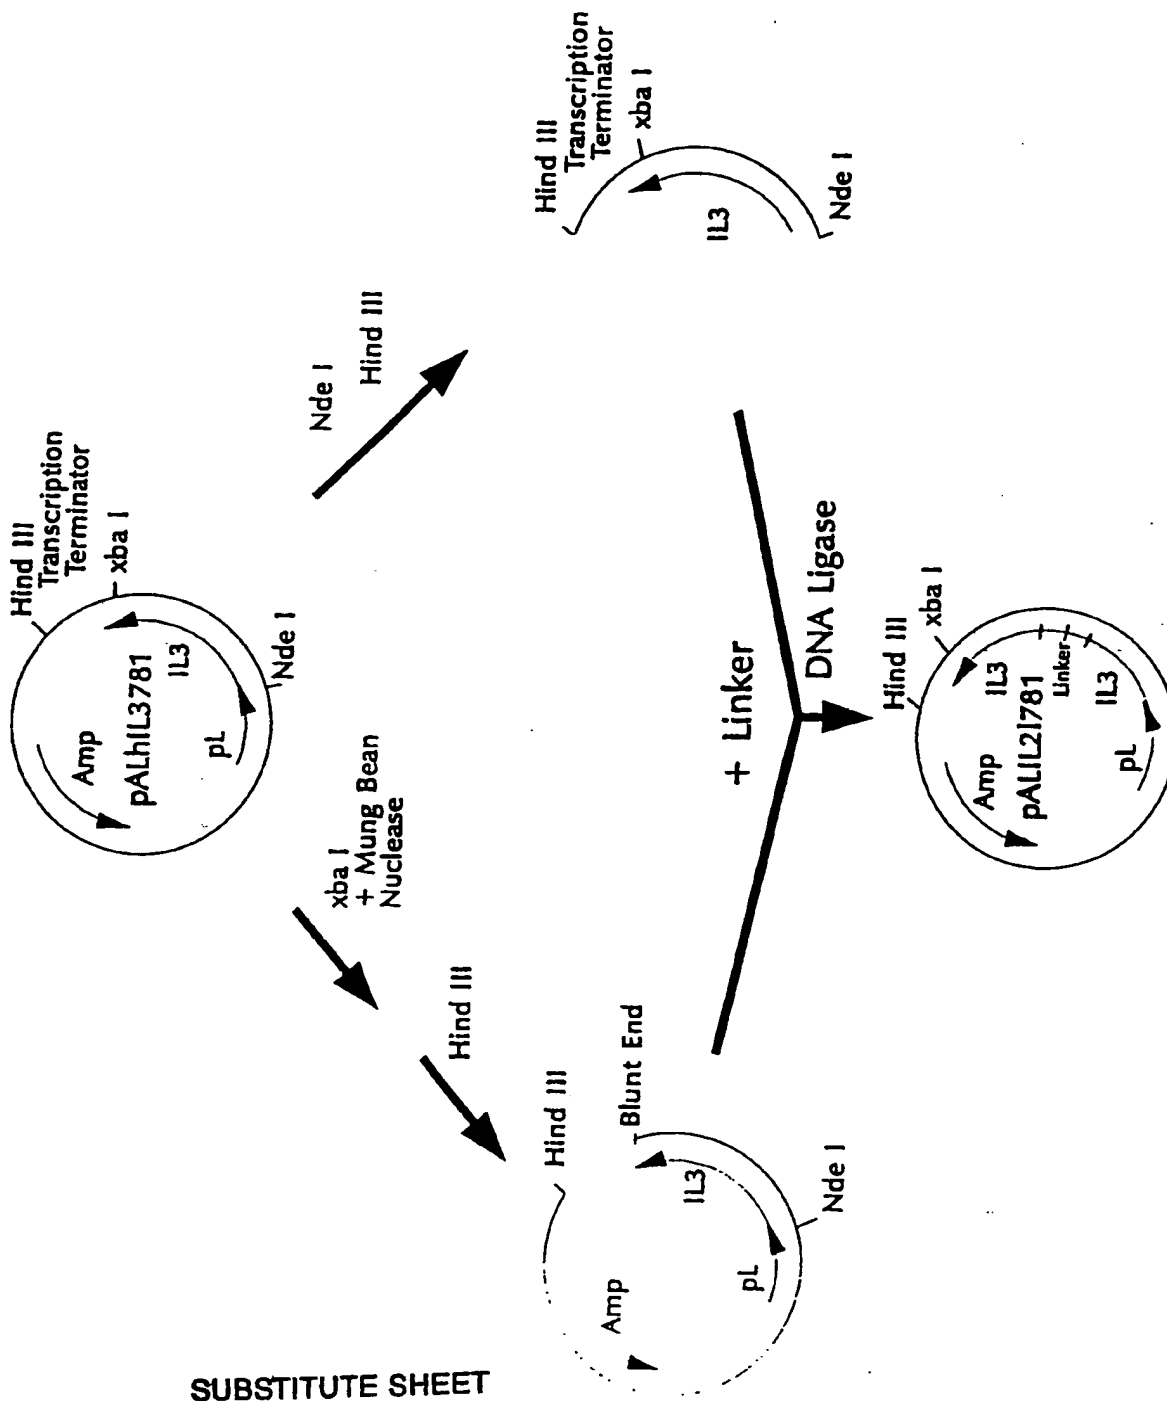 Hind III
Transcription
Terminator
xba I
Amp
pALhIL3781
IL3
pL
Nde I
xba I
+ Mung Bean
Nuclease
Hind III
Nde I
Hind III
Hind III
Blunt End
Amp
IL3
pL
Nde I
Hind III
Transcription
Terminator
xba I
IL3
Nde I
+ Linker
DNA Ligase
Hind III
xba I
Amp
IL3
pALIL2I781
Linker
IL3
pL
SUBSTITUTE SHEET